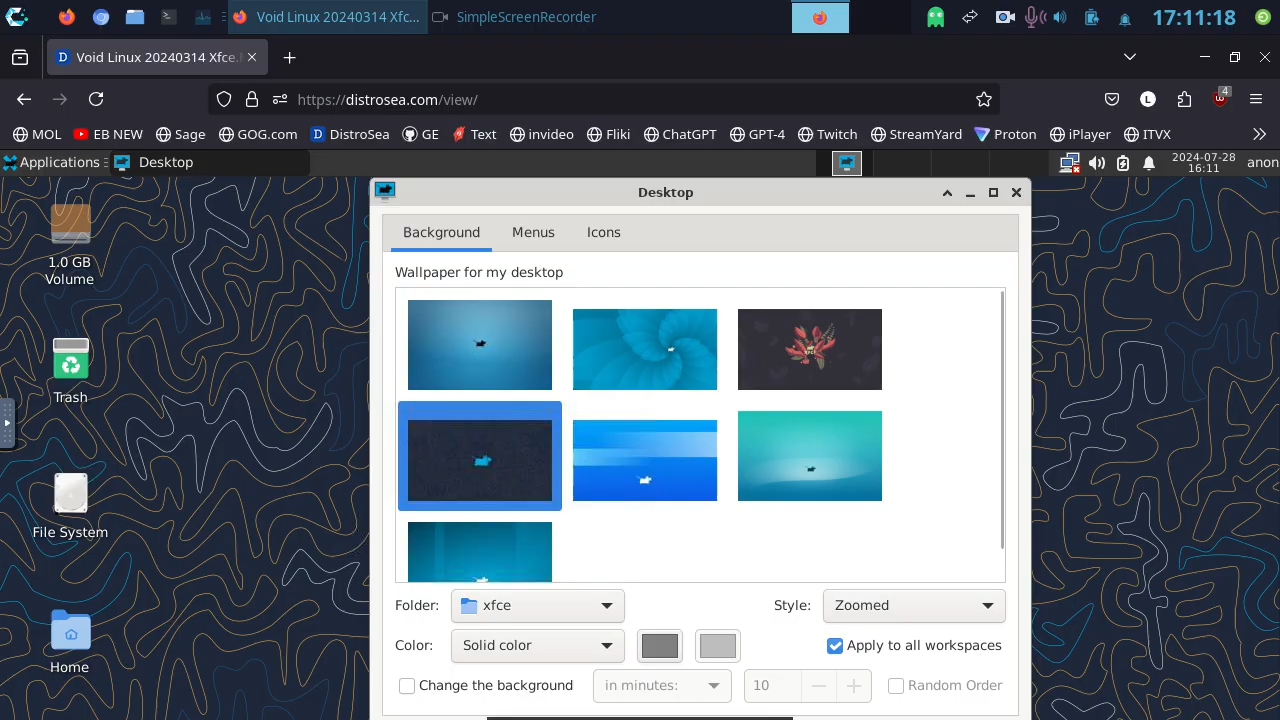 Void Linux 20240314 Xfc...
SimpleScreenRecorder
17:11:18
Void Linux 20240314 Xfce.
4
https://distrosea.com/view/
MOL
EB NEW
Sage
GOG.com
DistroSea
GE
Text
invideo
Fliki
ChatGPT
GPT-4
Twitch
StreamYard
Proton
iPlayer
ITVX
Applications
Desktop
2024-07-28
16:11
anon
Desktop
Background
Menus
Icons
1.0 GB
Volume
Wallpaper for my desktop
Trash
File System
Home
Folder:
xfce
Style:
Zoomed
Color:
Solid color
Apply to all workspaces
Change the background
in minutes:
10
Random Order